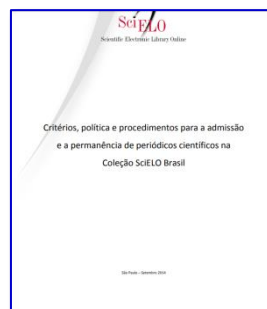 SciELO
Scientific Electronic Library Online
Critérios, política e procedimentos para a admissão
e a permanência de periódicos científicos na
Coleção SciELO Brasil
São Paulo – Setembro 2014